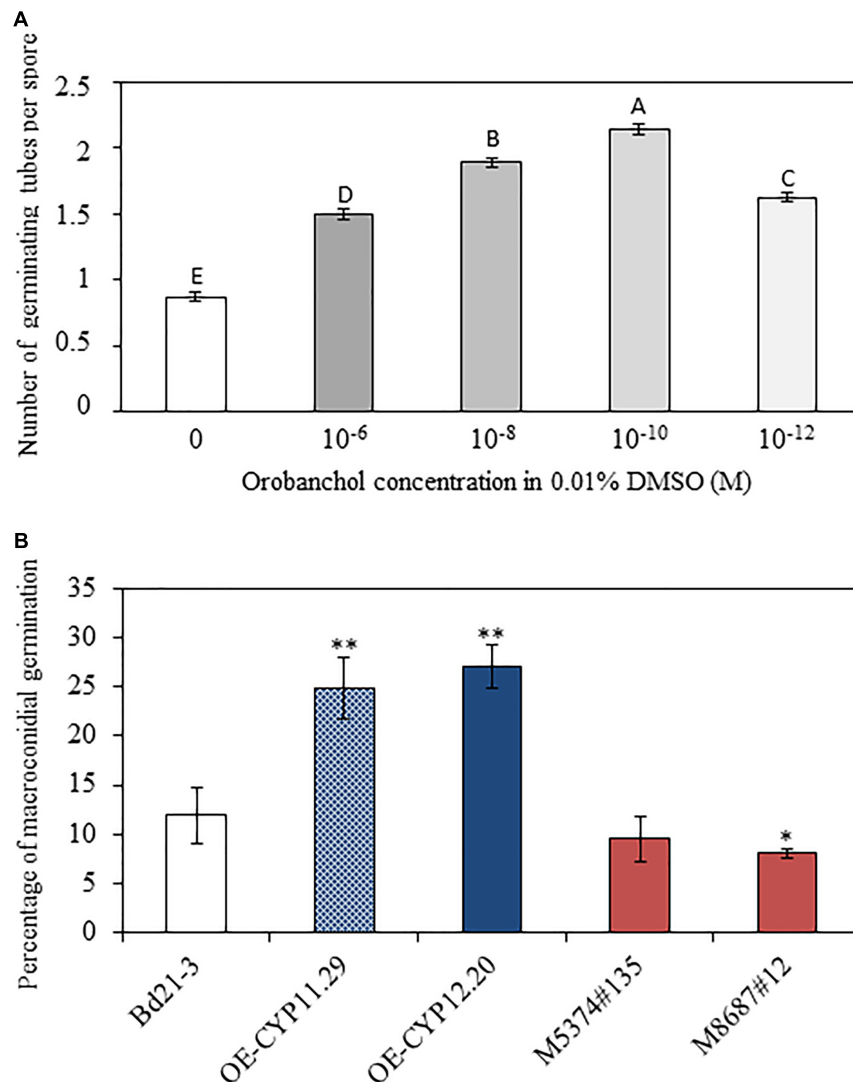 A
Number of germinating tubes per spore
2.5
2
1.5
1
0.5
0
E
D
B
A
C
0
10⁻⁶
10⁻⁸
10⁻¹⁰
10⁻¹²
Orobanchol concentration in 0.01% DMSO (M)
B
Percentage of macroconidial germination
35
30
25
20
15
10
5
0
**
**
*
Bd21-3
OE-CYP11.29
OE-CYP12.20
M5374#135
M8687#12